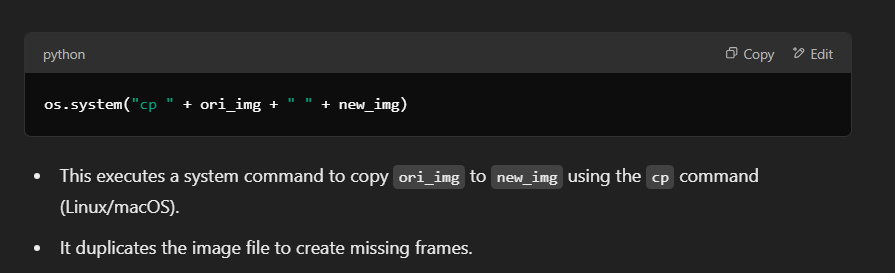 python Copy Edit
os.system("cp " + ori_img + " " + new_img)
• This executes a system command to copy ori_img to new_img using the cp command
(Linux/macOS).
• It duplicates the image file to create missing frames.